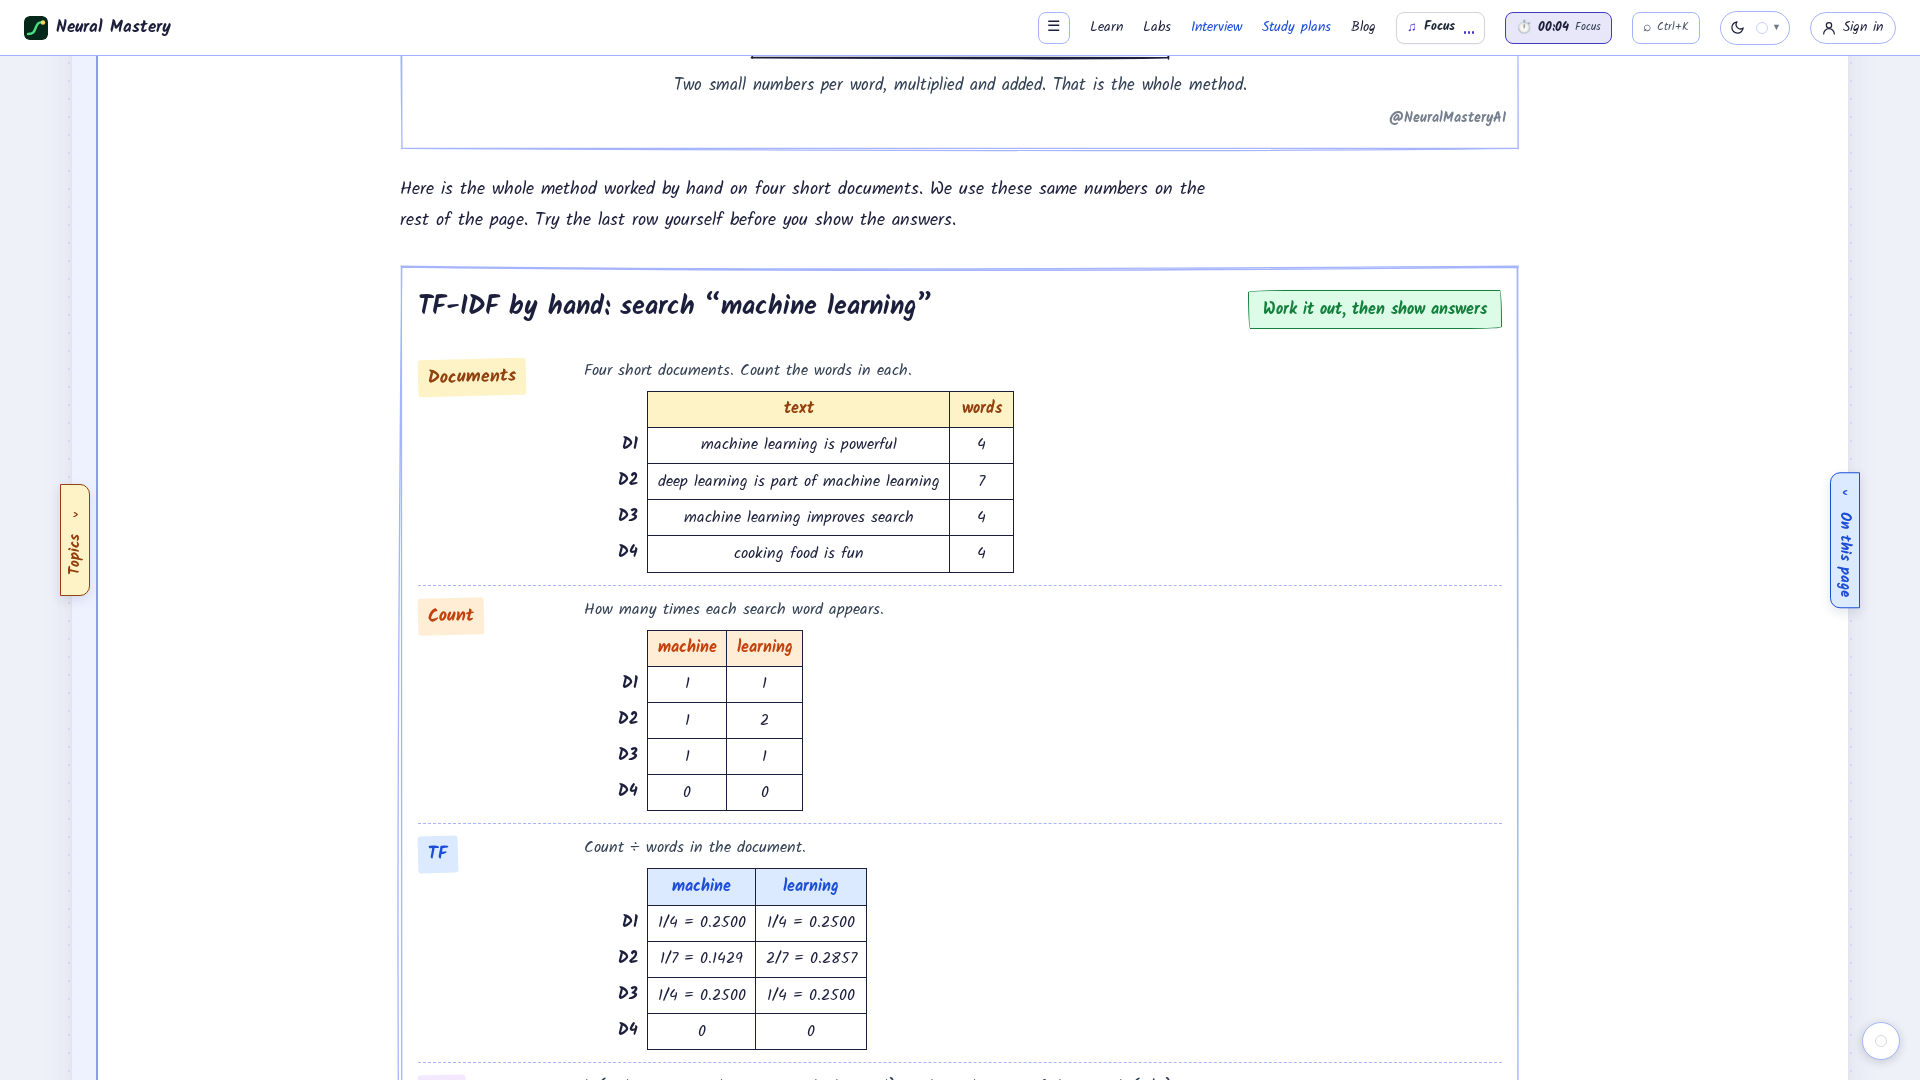 Neural Mastery
☰ Learn Labs Interview Study plans Blog ♫ Focus ... 00:04 Focus Ctrl+K Sign in
Two small numbers per word, multiplied and added. That is the whole method.
@NeuralMasteryAI
Here is the whole method worked by hand on four short documents. We use these same numbers on the
rest of the page. Try the last row yourself before you show the answers.
TF-IDF by hand: search “machine learning”
Work it out, then show answers
Documents
Four short documents. Count the words in each.
text words
D1 machine learning is powerful 4
D2 deep learning is part of machine learning 7
D3 machine learning improves search 4
D4 cooking food is fun 4
Count
How many times each search word appears.
machine learning
D1 1 1
D2 1 2
D3 1 1
D4 0 0
TF
Count ÷ words in the document.
machine learning
D1 1/4 = 0.2500 1/4 = 0.2500
D2 1/7 = 0.1429 2/7 = 0.2857
D3 1/4 = 0.2500 1/4 = 0.2500
D4 0 0
Topics >
< On this page